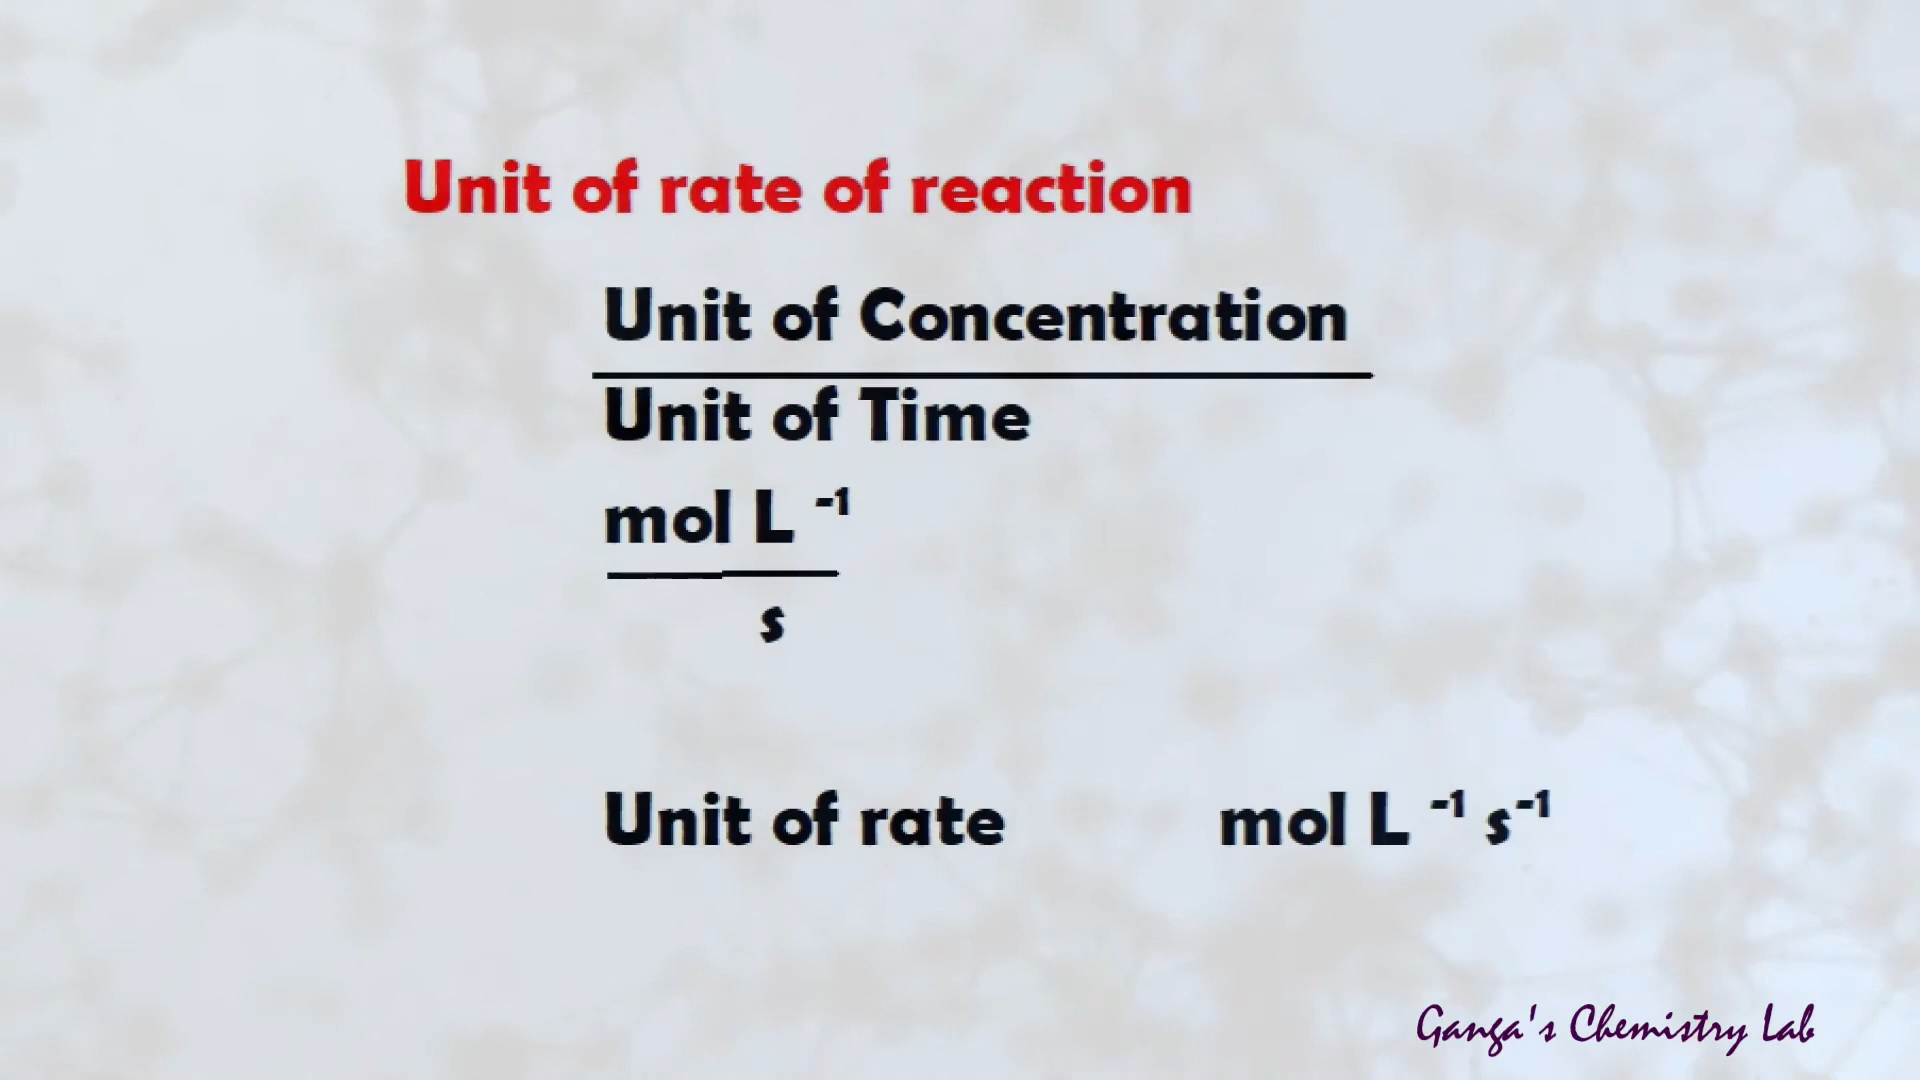 Unit of rate of reaction
Unit of Concentration
Unit of Time
mol L ⁻¹
s
Unit of rate mol L ⁻¹ s⁻¹
Ganga's Chemistry Lab